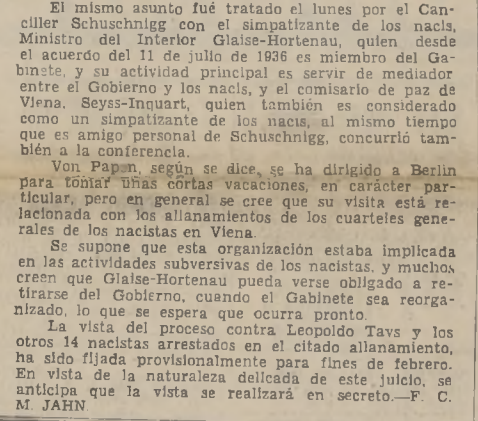 El mismo asunto fué tratado el lunes por el Can-
ciller Schuschnigg con el simpatizante de los nacis,
Ministro del Interior Glaise-Hortenau, quien desde
el acuerdo del 11 de julio de 1936 es miembro del Ga-
binete, y su actividad principal es servir de mediador
entre el Gobierno y los nacis, y el comisario de paz de
Viena. Seyss-Inquart, quien también es considerado
como un simpatizante de los nacis, al mismo tiempo
que es amigo personal de Schuschnigg, concurrió tam-
bién a la conferencia.
Von Papen, según se dice, se ha dirigido a Berlín
para tomar uñas cortas vacaciones, en carácter par-
ticular, pero en general se cree que su visita está re-
lacionada con los allanamientos de los cuarteles gene-
rales de los nacistas en Viena.
Se supone que esta organización estaba implicada
en las actividades subversivas de los nacistas, y muchos
creen que Glaise-Hortenau pueda verse obligado a re-
tirarse del Gobierno, cuando el Gabinete sea reorga-
nizado, lo que se espera que ocurra pronto.
La vista del proceso contra Leopoldo Tavs y los
otros 14 nacistas arrestados en el citado allanamiento,
ha sido fijada provisionalmente para fines de febrero.
En vista de la naturaleza delicada de este juicio, se
anticipa que la vista se realizará en secreto.—F. C.
M. JAHN